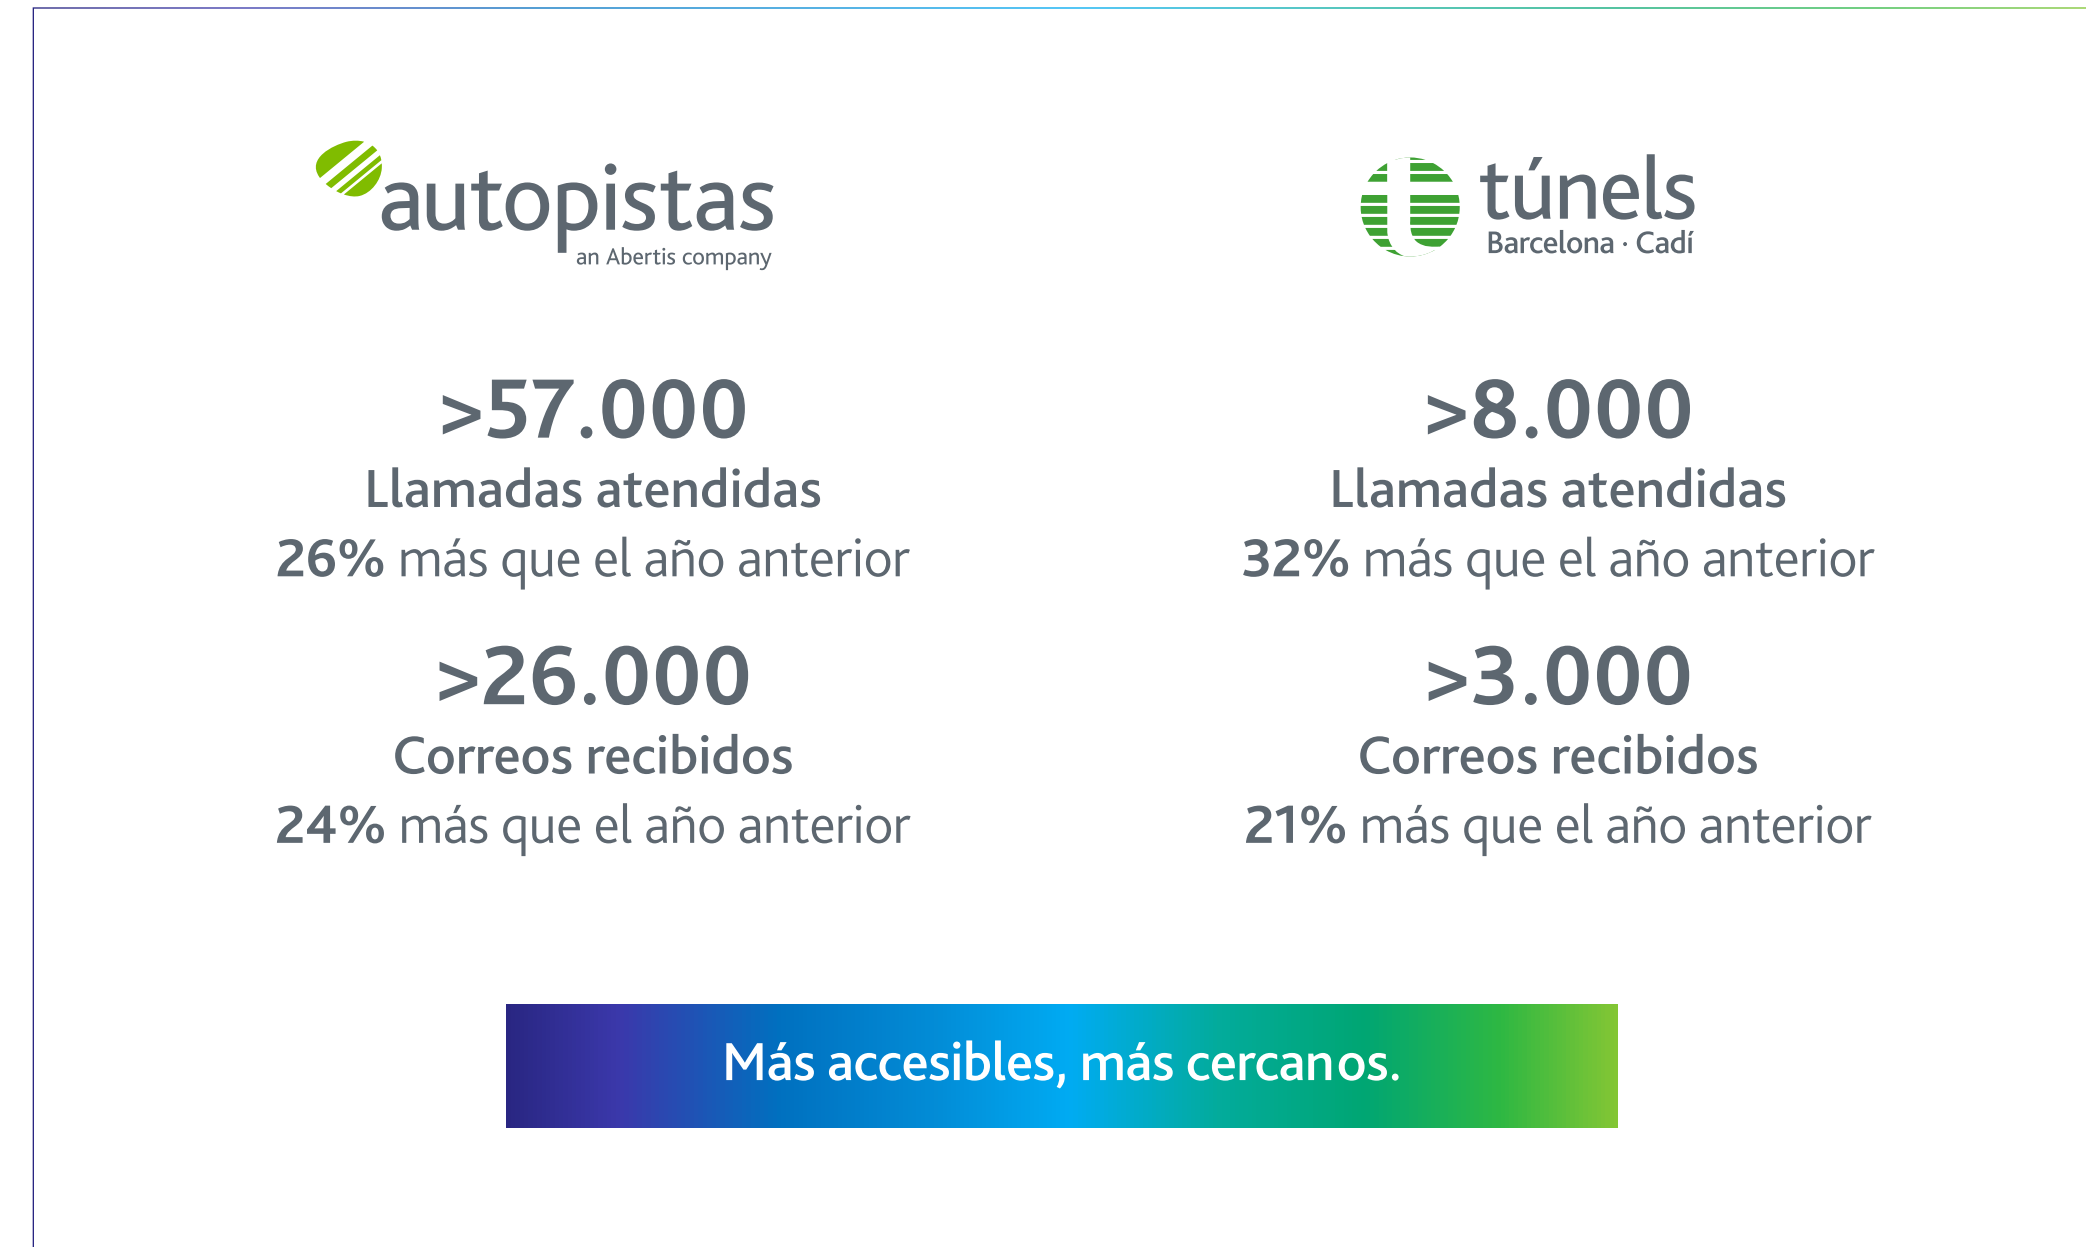 autopistas
an Abertis company
>57.000
Llamadas atendidas
26% más que el año anterior
>26.000
Correos recibidos
24% más que el año anterior
túnels
Barcelona · Cadí
>8.000
Llamadas atendidas
32% más que el año anterior
>3.000
Correos recibidos
21% más que el año anterior
Más accesibles, más cercanos.